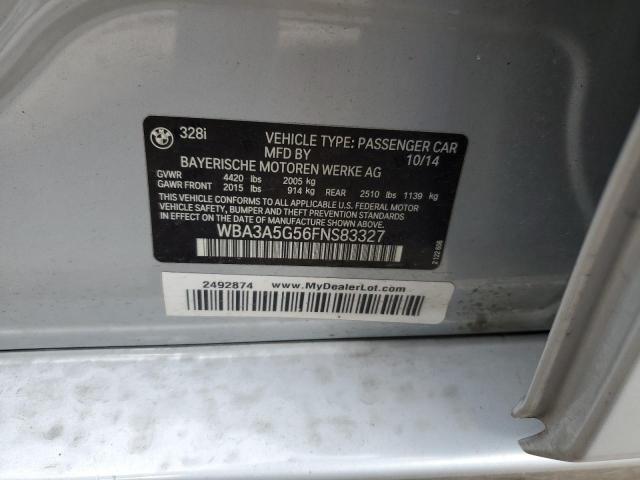 328i VEHICLE TYPE: PASSENGER CAR
MFD BY 10/14
BAYERISCHE MOTOREN WERKE AG
GVWR 4420 lbs 2005 kg
GAWR FRONT 2015 lbs 914 kg REAR 2510 lbs 1139 kg
THIS VEHICLE CONFORMS TO ALL APPLICABLE U.S. FEDERAL MOTOR
VEHICLE SAFETY, BUMPER, AND THEFT PREVENTION STANDARDS IN
EFFECT ON THE DATE OF MANUFACTURE SHOWN ABOVE.
WBA3A5G56FNS83327
2492874 www.MyDealerLot.com